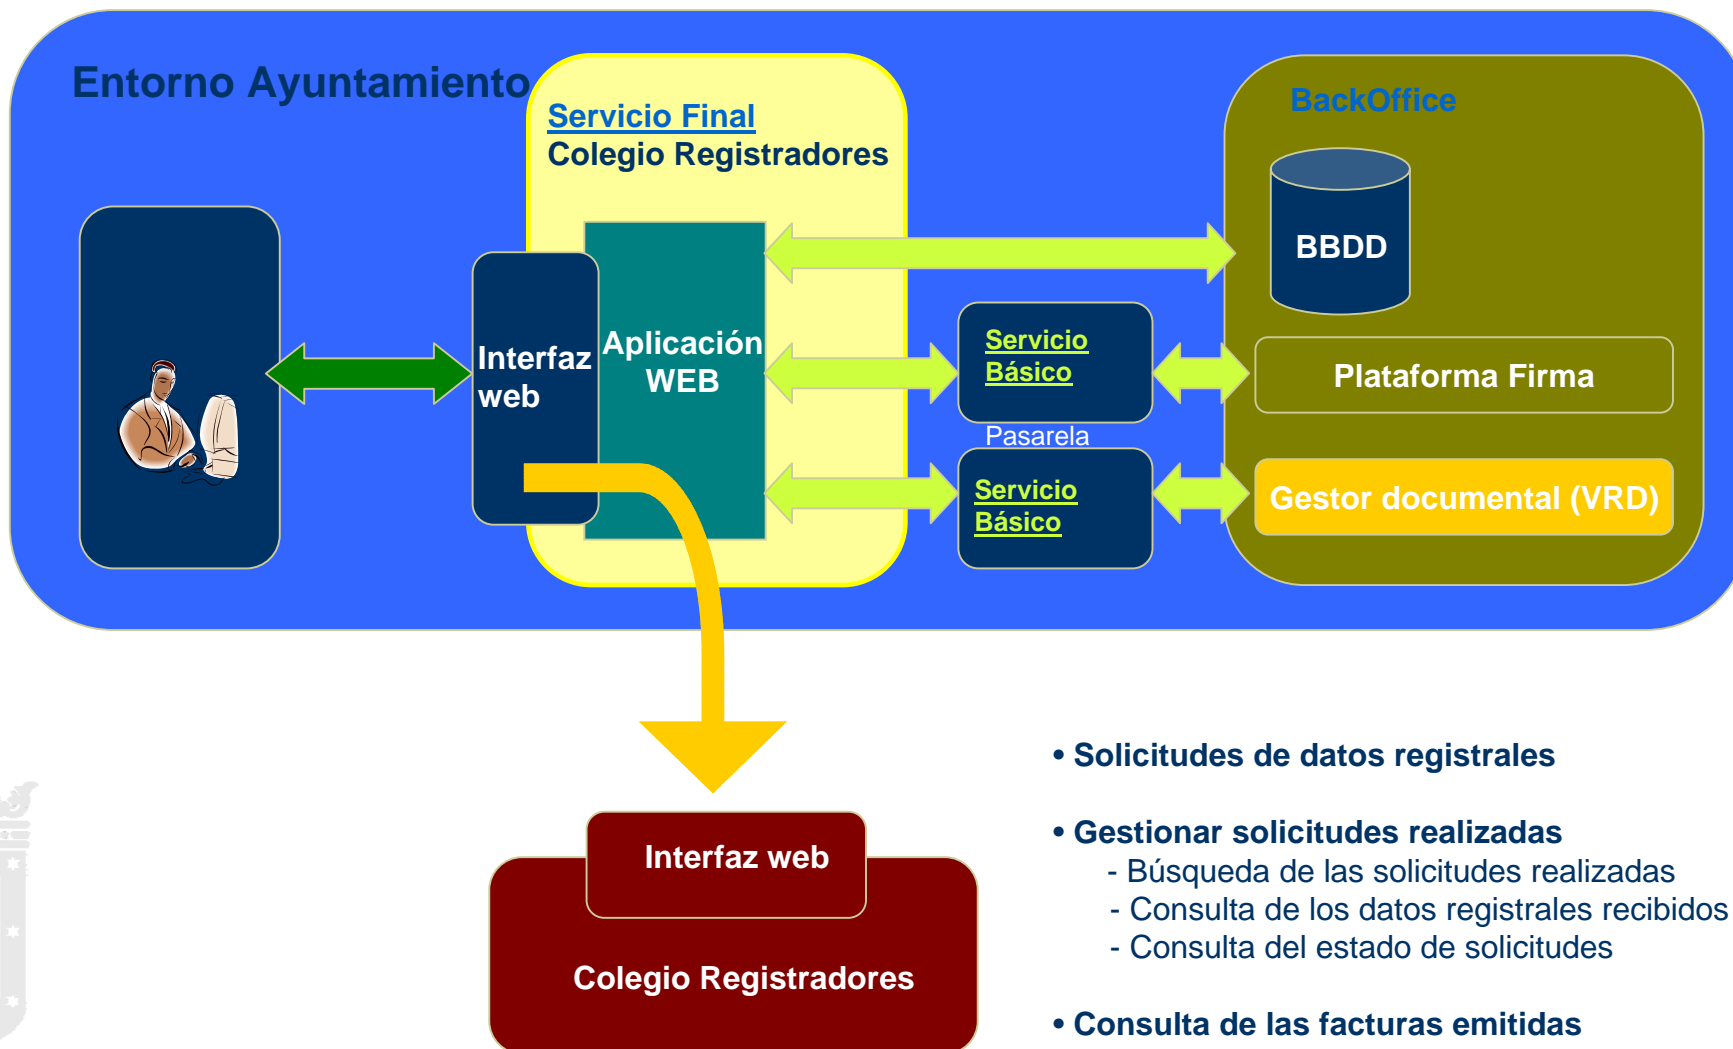 Entorno Ayuntamiento
Servicio Final
Colegio Registradores
BackOffice
BBDD
Interfaz
web
Aplicación
WEB
Servicio
Básico
Plataforma Firma
Pasarela
Servicio
Básico
Gestor documental (VRD)
Interfaz web
Colegio Registradores
• Solicitudes de datos registrales
• Gestionar solicitudes realizadas
- Búsqueda de las solicitudes realizadas
- Consulta de los datos registrales recibidos
- Consulta del estado de solicitudes
• Consulta de las facturas emitidas